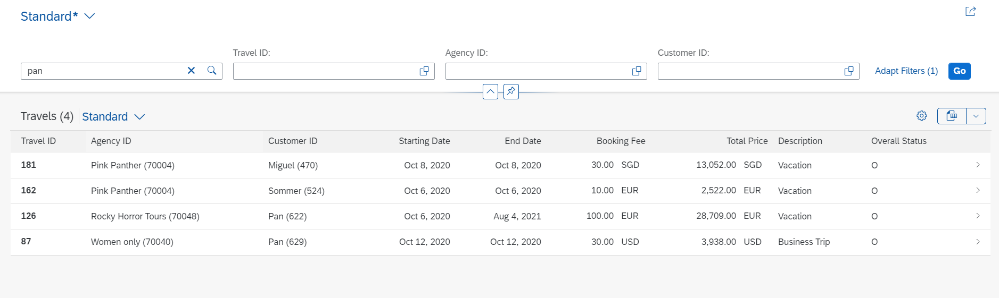 Standard*
Travel ID: Agency ID: Customer ID:
pan Adapt Filters (1) Go
Travels (4) Standard
Travel ID Agency ID Customer ID Starting Date End Date Booking Fee Total Price Description Overall Status
181 Pink Panther (70004) Miguel (470) Oct 8, 2020 Oct 8, 2020 30.00 SGD 13,052.00 SGD Vacation O
162 Pink Panther (70004) Sommer (524) Oct 6, 2020 Oct 6, 2020 10.00 EUR 2,522.00 EUR Vacation O
126 Rocky Horror Tours (70048) Pan (622) Oct 6, 2020 Aug 4, 2021 100.00 EUR 28,709.00 EUR Vacation O
87 Women only (70040) Pan (629) Oct 12, 2020 Oct 12, 2020 30.00 USD 3,938.00 USD Business Trip O